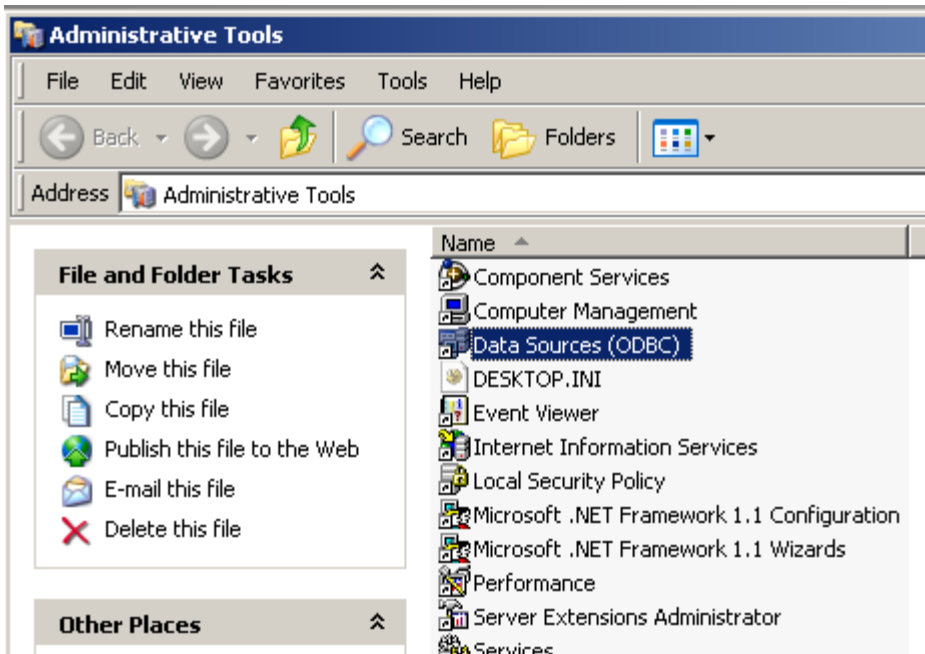 Administrative Tools
File Edit View Favorites Tools Help
Back Search Folders
Address Administrative Tools
File and Folder Tasks
Rename this file
Move this file
Copy this file
Publish this file to the Web
E-mail this file
Delete this file
Other Places
Name
Component Services
Computer Management
Data Sources (ODBC)
DESKTOP.INI
Event Viewer
Internet Information Services
Local Security Policy
Microsoft .NET Framework 1.1 Configuration
Microsoft .NET Framework 1.1 Wizards
Performance
Server Extensions Administrator
Services